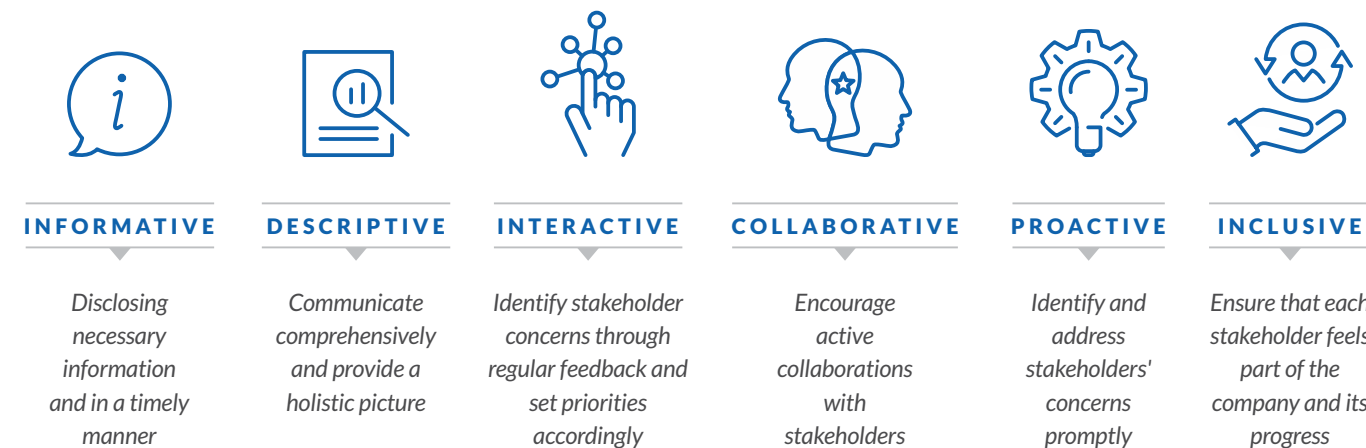 INFORMATIVE
Disclosing
necessary
information
and in a timely
manner
DESCRIPTIVE
Communicate
comprehensively
and provide a
holistic picture
INTERACTIVE
Identify stakeholder
concerns through
regular feedback and
set priorities
accordingly
COLLABORATIVE
Encourage
active
collaborations
with
stakeholders
PROACTIVE
Identify and
address
stakeholders'
concerns
promptly
INCLUSIVE
Ensure that each
stakeholder feels
part of the
company and its
progress